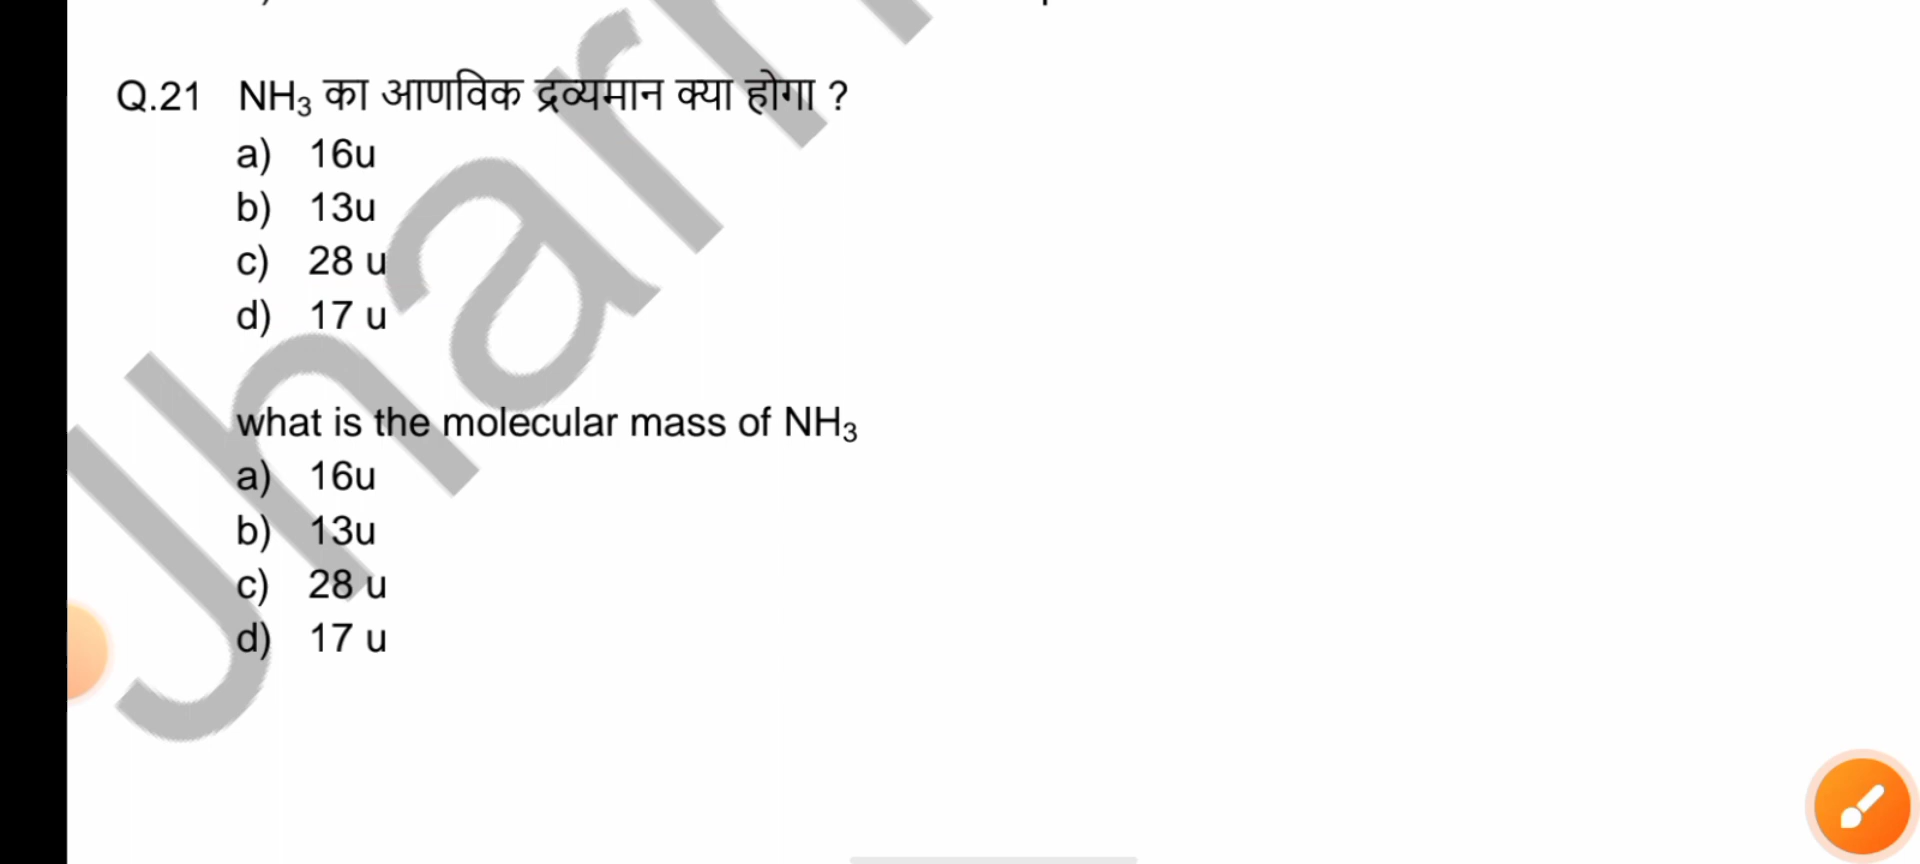 Q.21 NH₃ का आणविक द्रव्यमान क्या होगा ?
a) 16u
b) 13u
c) 28 u
d) 17 u
what is the molecular mass of NH₃
a) 16u
b) 13u
c) 28 u
d) 17 u